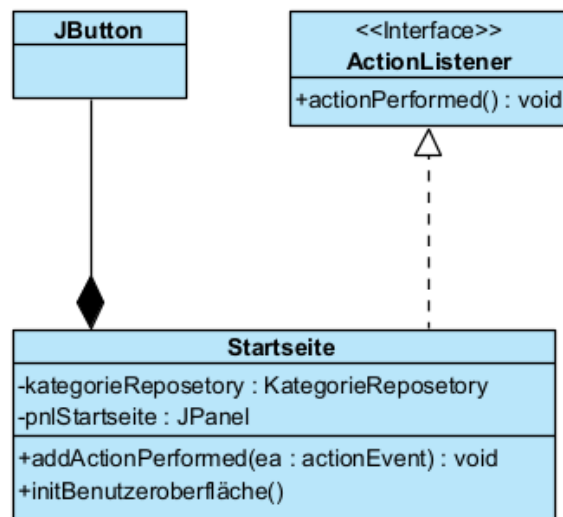 JButton
<<Interface>>
ActionListener
+actionPerformed() : void
Startseite
-kategorieReposetory : KategorieReposetory
-pnlStartseite : JPanel
+addActionPerformed(ea : actionEvent) : void
+initBenutzeroberfläche()